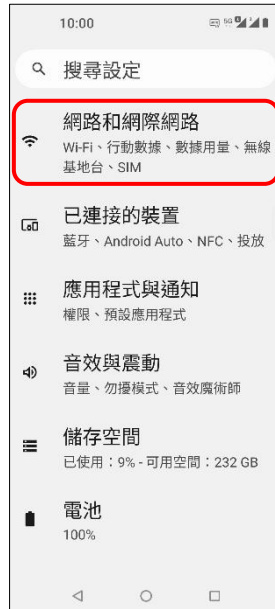 10:00
5G
搜尋設定
網路和網際網路
Wi-Fi、行動數據、數據用量、無線
基地台、SIM
已連接的裝置
藍牙、Android Auto、NFC、投放
應用程式與通知
權限、預設應用程式
音效與震動
音量、勿擾模式、音效魔術師
儲存空間
已使用：9% - 可用空間：232 GB
電池
100%